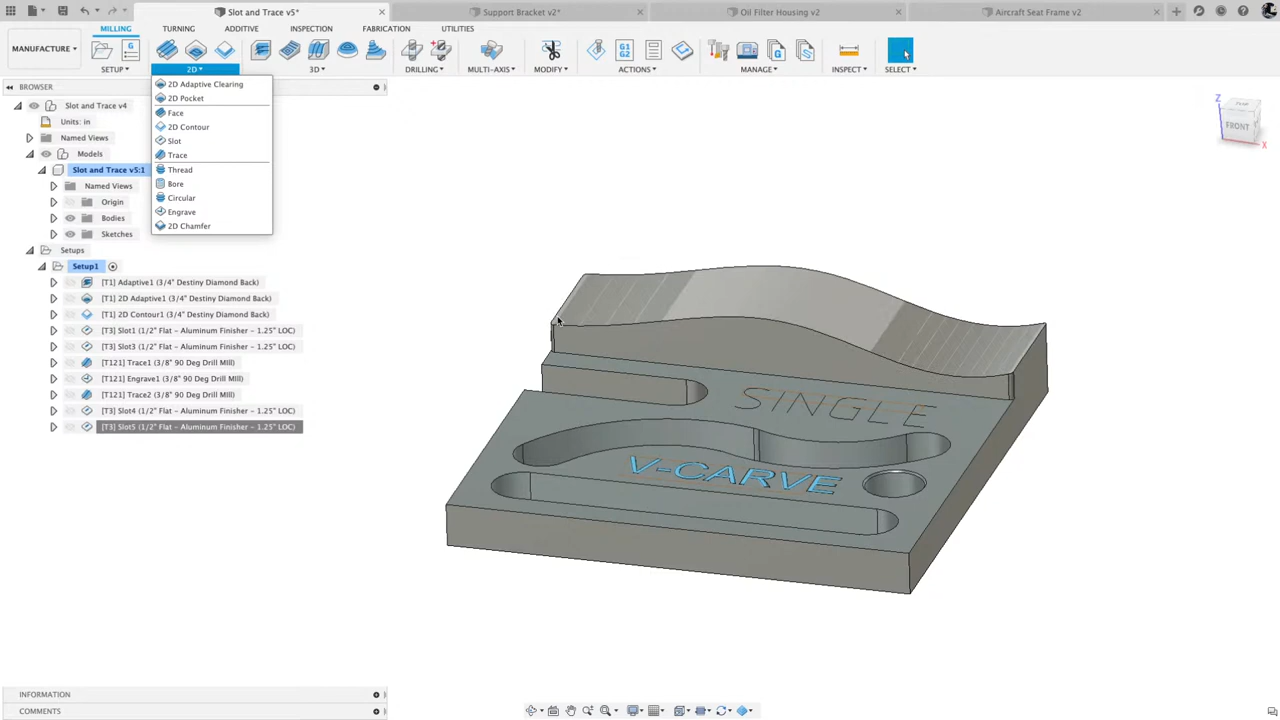 Slot and Trace v5*
Support Bracket v2*
Oil Filter Housing v2
Aircraft Seat Frame v2
MILLING
TURNING
ADDITIVE
INSPECTION
FABRICATION
UTILITIES
MANUFACTURE
SETUP
2D
3D
DRILLING
MULTI-AXIS
MODIFY
ACTIONS
MANAGE
INSPECT
SELECT
G1
G2
G
BROWSER
Slot and Trace v4
Units: in
Named Views
Models
Slot and Trace v5:1
Named Views
Origin
Bodies
Sketches
Setups
Setup1
[T1] Adaptive1 (3/4" Destiny Diamond Back)
[T1] 2D Adaptive1 (3/4" Destiny Diamond Back)
[T1] 2D Contour1 (3/4" Destiny Diamond Back)
[T3] Slot1 (1/2" Flat - Aluminum Finisher - 1.25" LOC)
[T3] Slot3 (1/2" Flat - Aluminum Finisher - 1.25" LOC)
[T121] Trace1 (3/8" 90 Deg Drill Mill)
[T121] Engrave1 (3/8" 90 Deg Drill Mill)
[T121] Trace2 (3/8" 90 Deg Drill Mill)
[T3] Slot4 (1/2" Flat - Aluminum Finisher - 1.25" LOC)
[T3] Slot5 (1/2" Flat - Aluminum Finisher - 1.25" LOC)
2D Adaptive Clearing
2D Pocket
Face
2D Contour
Slot
Trace
Thread
Bore
Circular
Engrave
2D Chamfer
Z
FRONT
X
SINGLE
V-CARVE
INFORMATION
COMMENTS